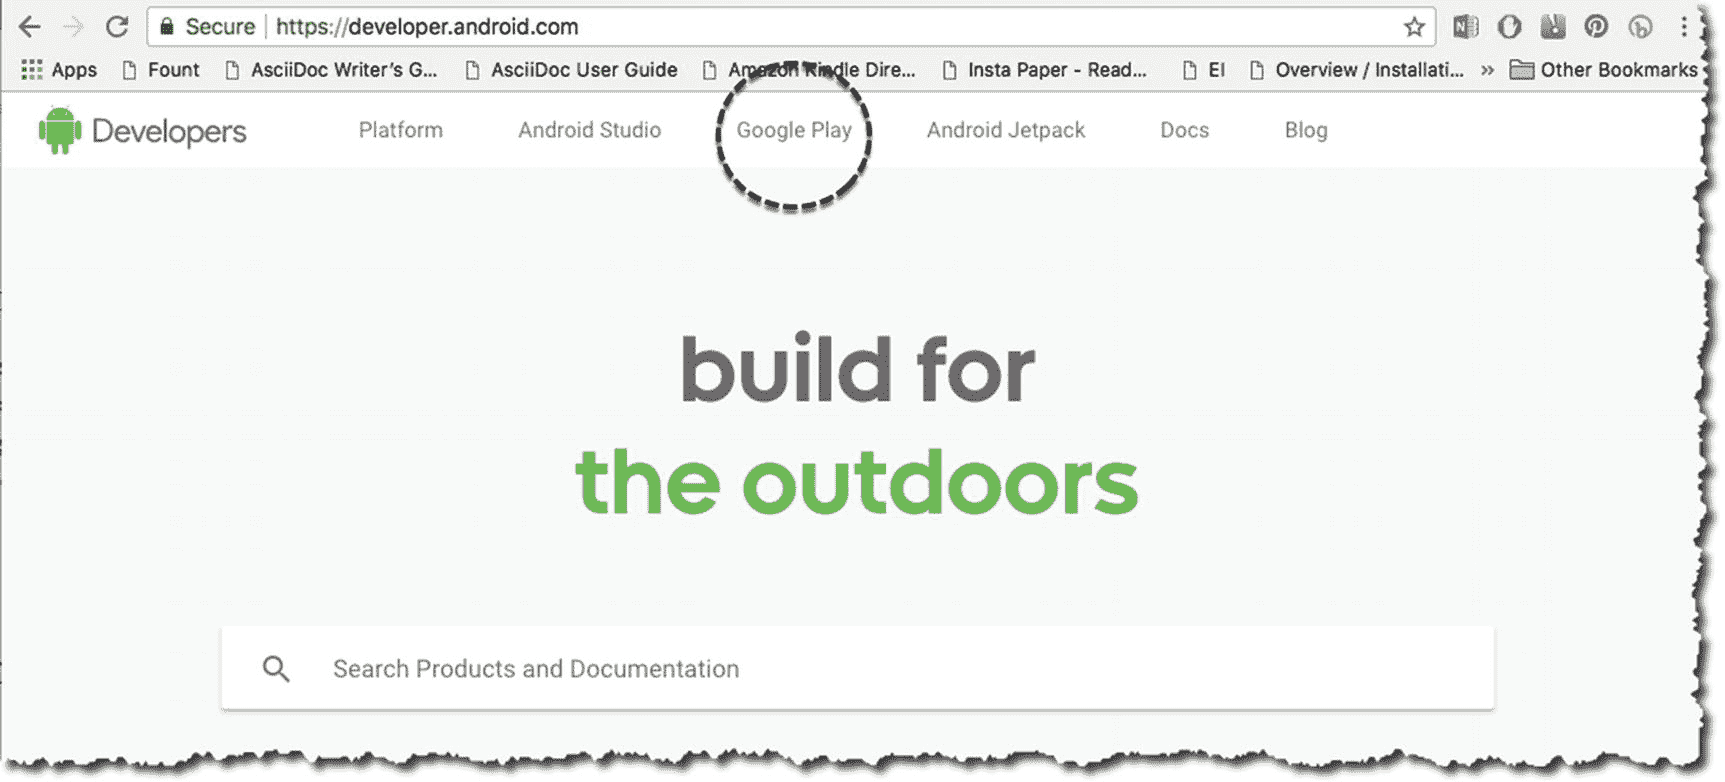 Secure https://developer.android.com
Apps Fount AsciiDoc Writer's G... AsciiDoc User Guide Amazon Kindle Dire... Insta Paper - Read... EI Overview / Installati... » Other Bookmarks
Developers Platform Android Studio Google Play Android Jetpack Docs Blog
build for
the outdoors
Search Products and Documentation